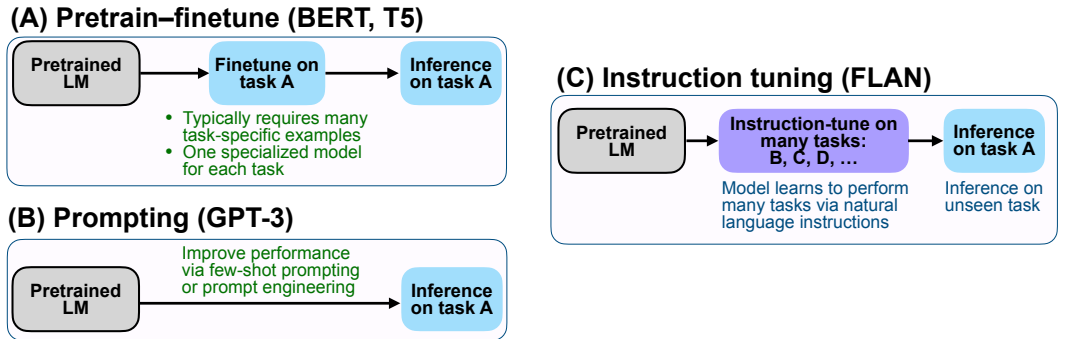 (A) Pretrain–finetune (BERT, T5)
Pretrained
LM
Finetune on
task A
Inference
on task A
• Typically requires many
task-specific examples
• One specialized model
for each task
(B) Prompting (GPT-3)
Pretrained
LM
Improve performance
via few-shot prompting
or prompt engineering
Inference
on task A
(C) Instruction tuning (FLAN)
Pretrained
LM
Instruction-tune on
many tasks:
B, C, D, …
Inference
on task A
Model learns to perform
many tasks via natural
language instructions
Inference on
unseen task